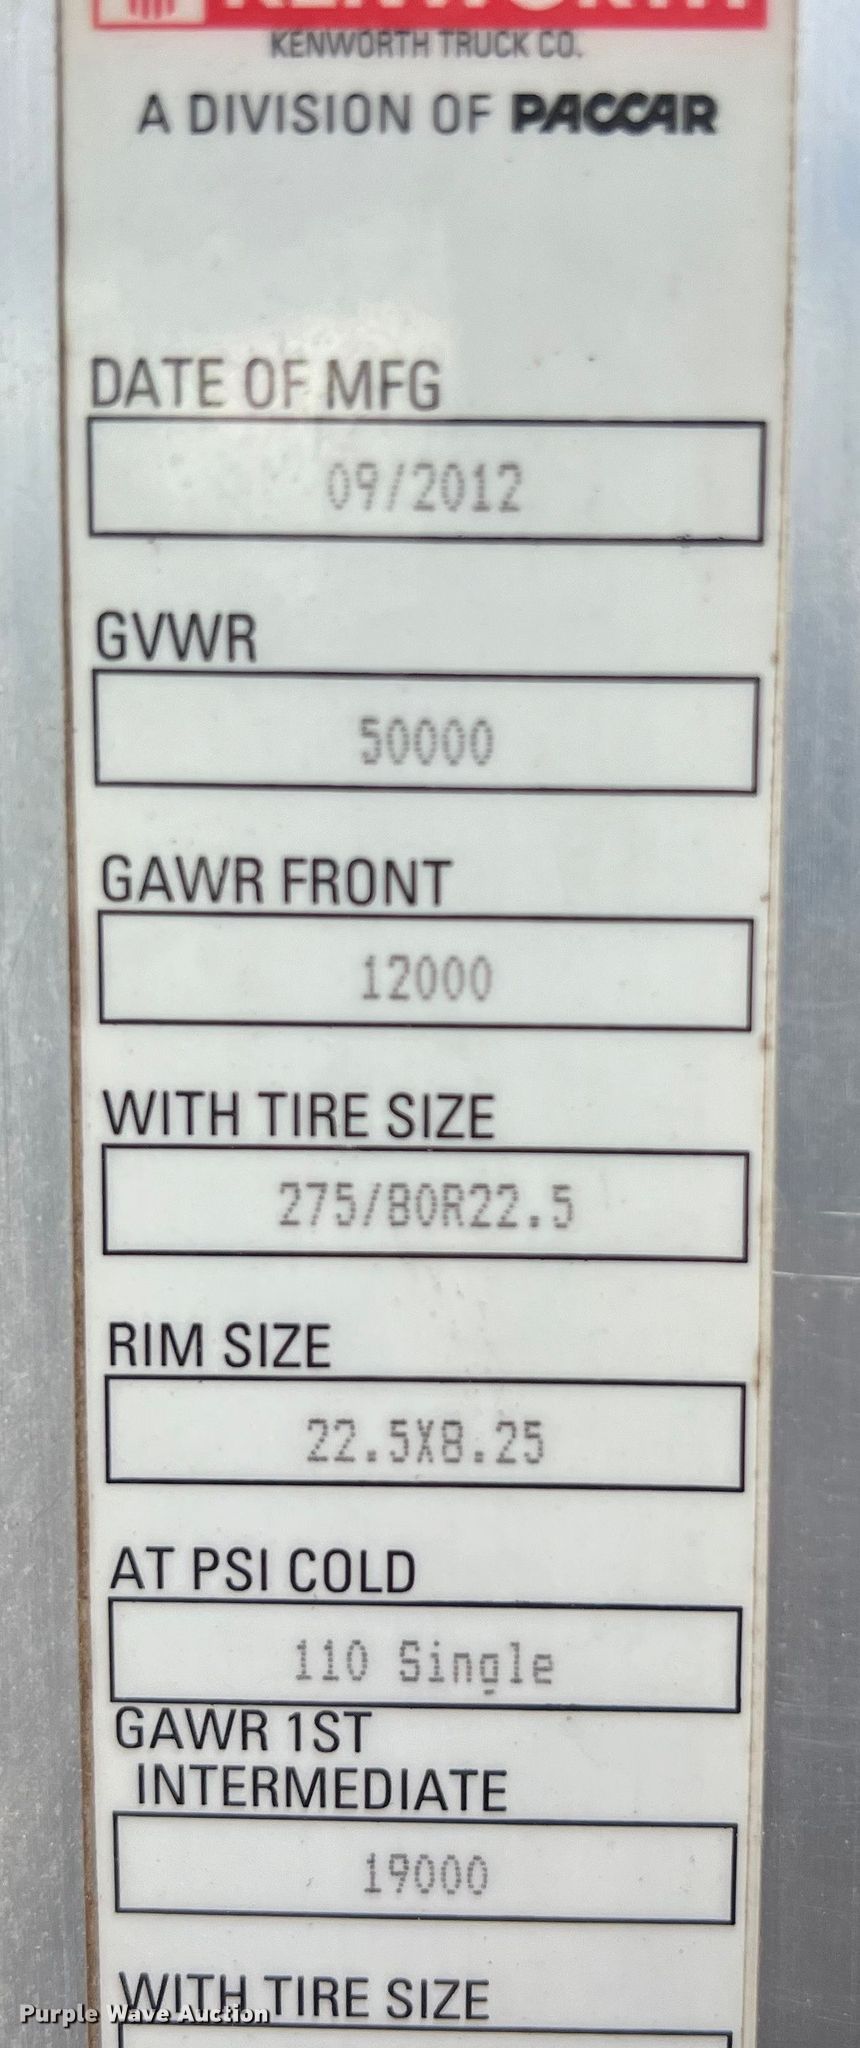 KENWORTH
KENWORTH TRUCK CO.
A DIVISION OF PACCAR
DATE OF MFG
09/2012
GVWR
50000
GAWR FRONT
12000
WITH TIRE SIZE
275/80R22.5
RIM SIZE
22.5X8.25
AT PSI COLD
110 Single
GAWR 1ST
INTERMEDIATE
19000
WITH TIRE SIZE
Purple Wave Auction